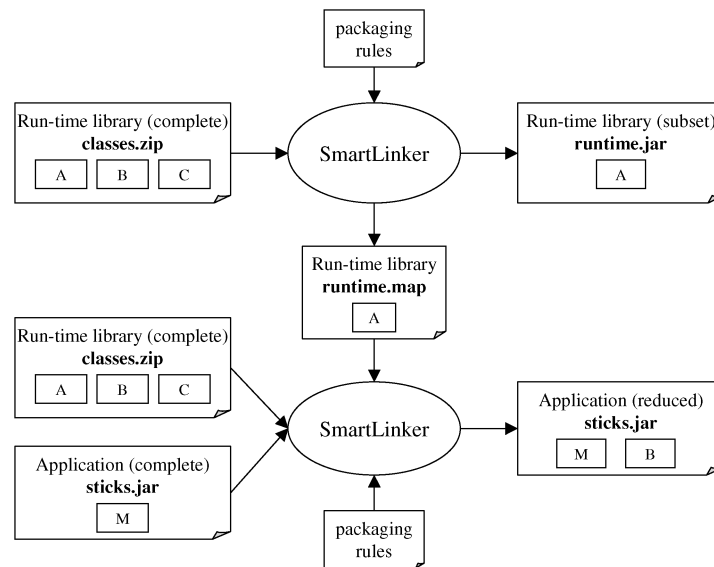 packaging
rules
Run-time library (complete)
classes.zip
A B C
SmartLinker
Run-time library (subset)
runtime.jar
A
Run-time library
runtime.map
A
Run-time library (complete)
classes.zip
A B C
Application (complete)
sticks.jar
M
SmartLinker
Application (reduced)
sticks.jar
M B
packaging
rules